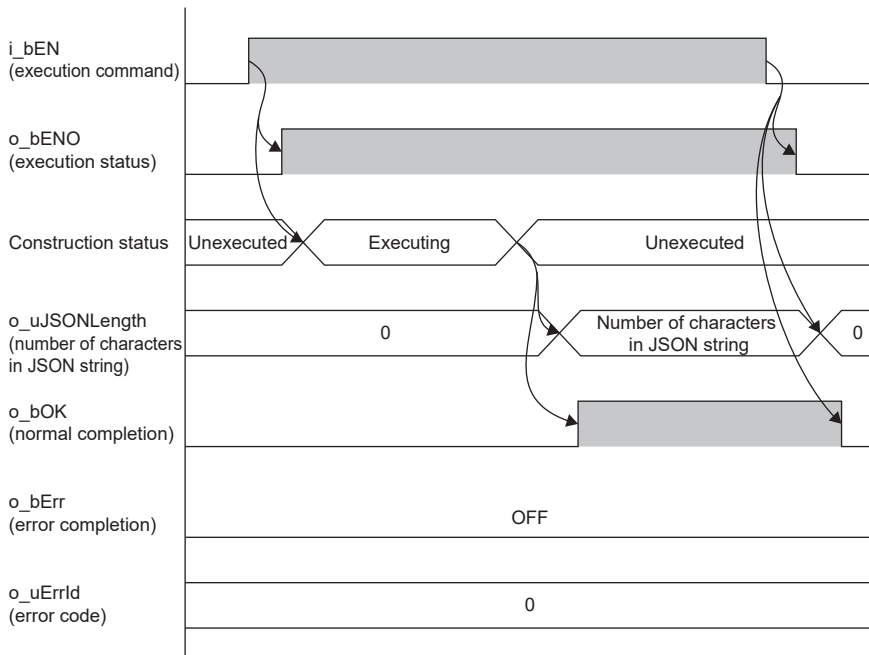 i_bEN
(execution command)
o_bENO
(execution status)
Construction status
Unexecuted
Executing
Unexecuted
o_uJSONLength
(number of characters
in JSON string)
0
Number of characters
in JSON string
0
o_bOK
(normal completion)
o_bErr
(error completion)
OFF
o_uErrId
(error code)
0